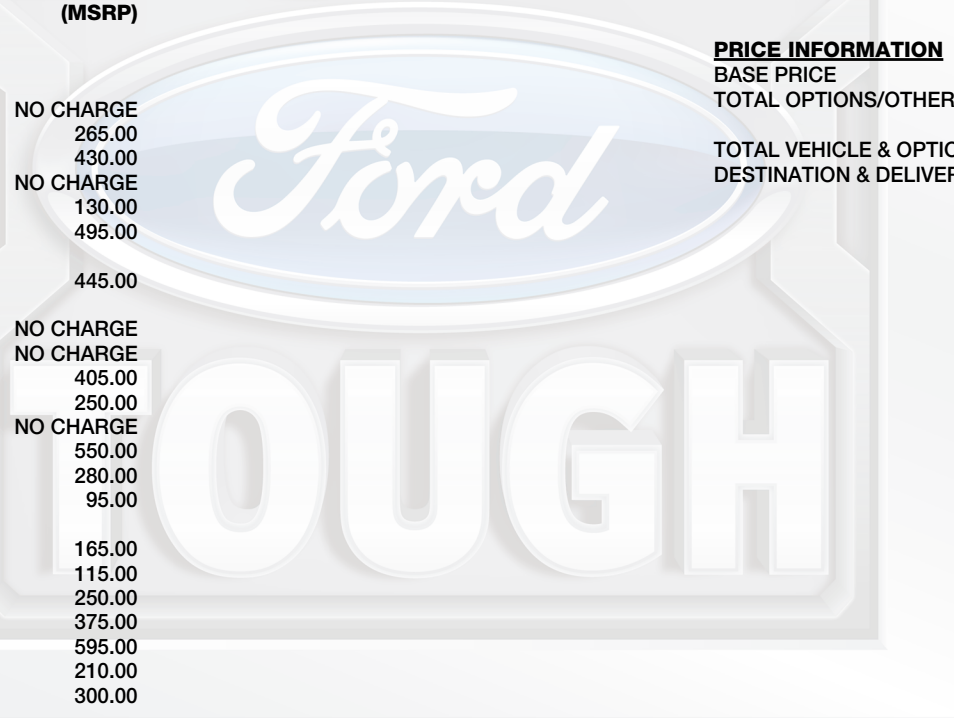 (MSRP)
NO CHARGE
265.00
430.00
NO CHARGE
130.00
495.00
445.00
NO CHARGE
NO CHARGE
405.00
250.00
NO CHARGE
550.00
280.00
95.00
165.00
115.00
250.00
375.00
595.00
210.00
300.00
PRICE INFORMATION
BASE PRICE
TOTAL OPTIONS/OTHER
TOTAL VEHICLE & OPTIO
DESTINATION & DELIVER
Ford
TOUGH